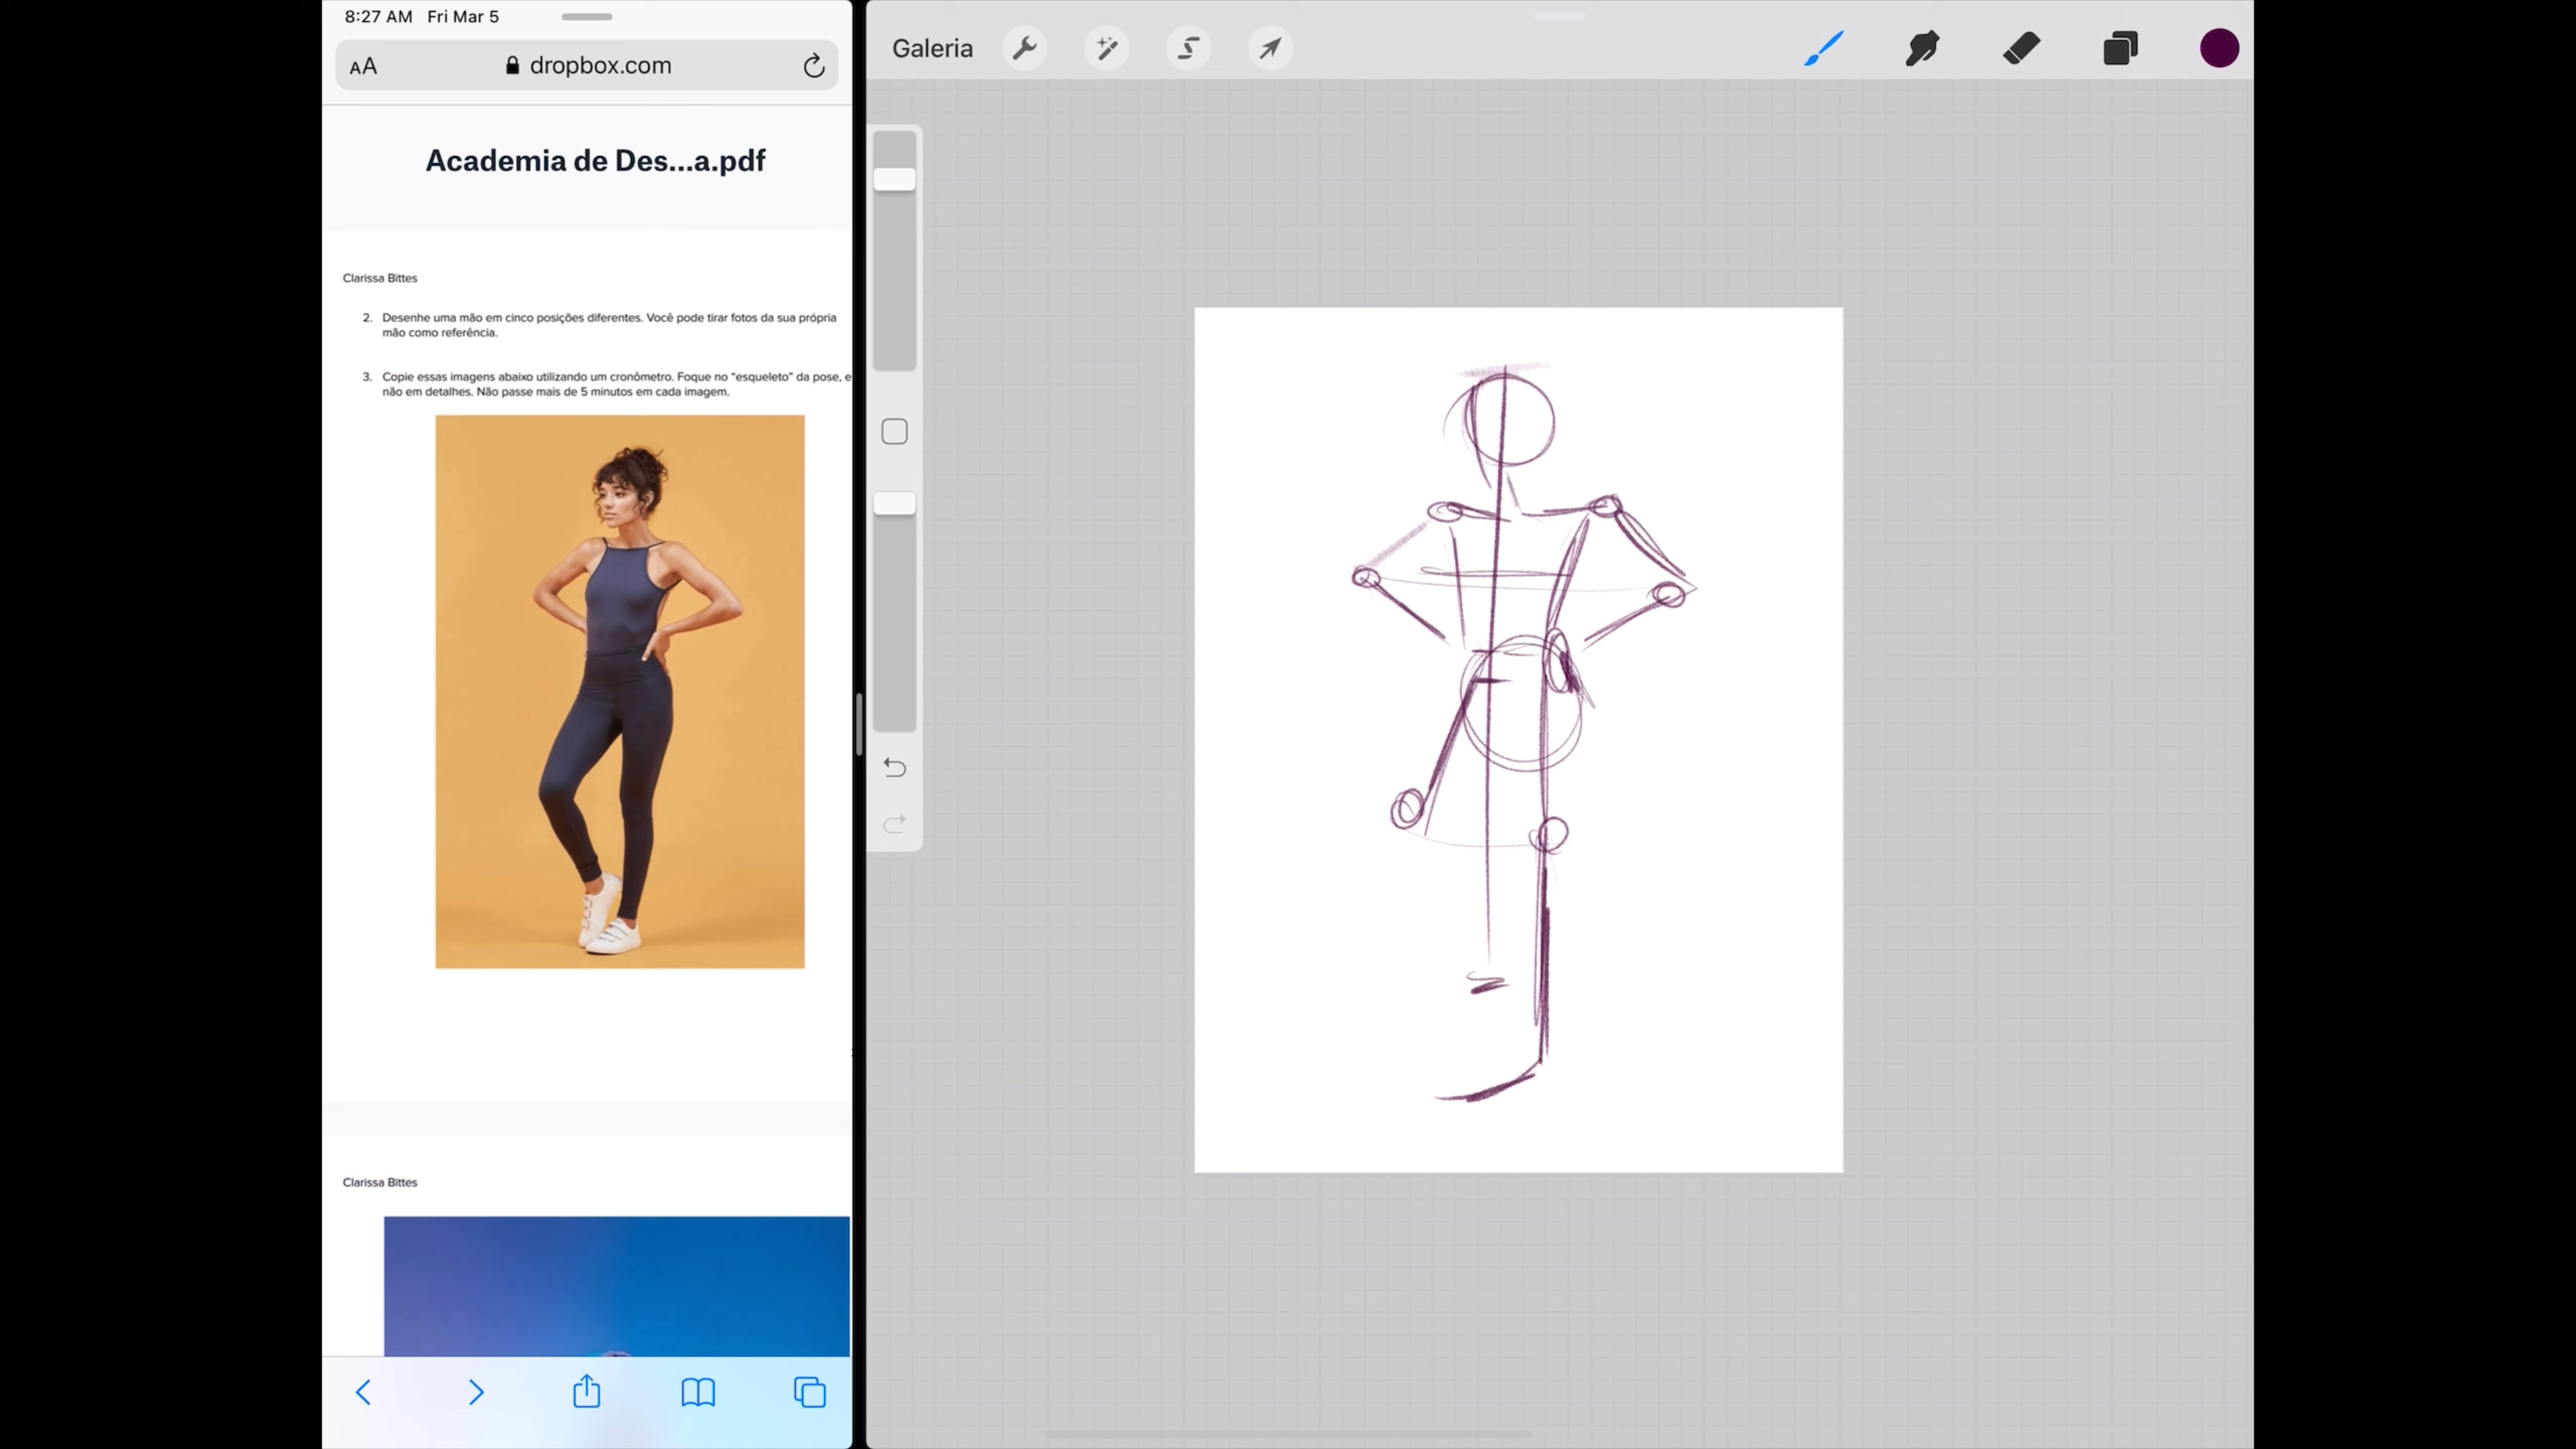 8:27 AM Fri Mar 5
AA dropbox.com
Galeria
Academia de Des...a.pdf
Clarissa Bittes
2. Desenhe uma mão em cinco posições diferentes. Você pode tirar fotos da sua própria
mão como referência.
3. Copie essas imagens abaixo utilizando um cronômetro. Foque no “esqueleto” da pose, e
não em detalhes. Não passe mais de 5 minutos em cada imagem.
Clarissa Bittes